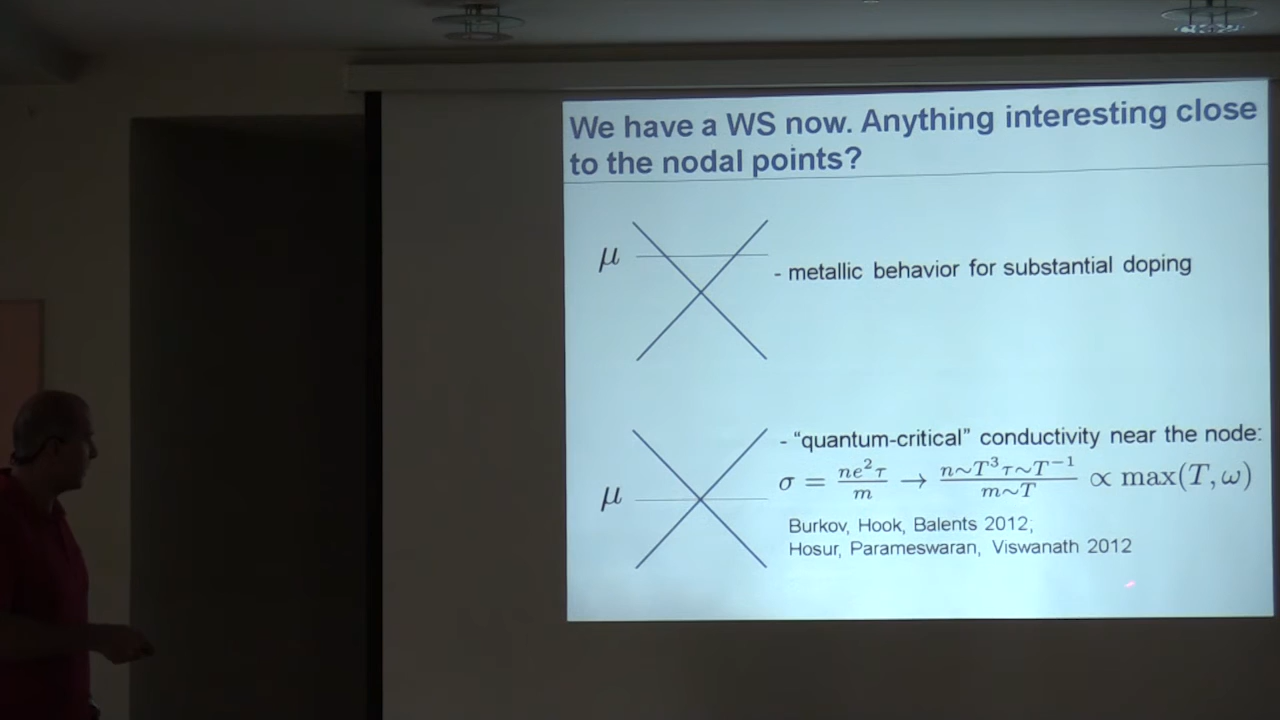 We have a WS now. Anything interesting close
to the nodal points?
μ
- metallic behavior for substantial doping
- “quantum-critical” conductivity near the node:
μ
σ = ne²τ/m → n∼T³ τ∼T⁻¹/m∼T ∝ max(T, ω)
Burkov, Hook, Balents 2012;
Hosur, Parameswaran, Viswanath 2012